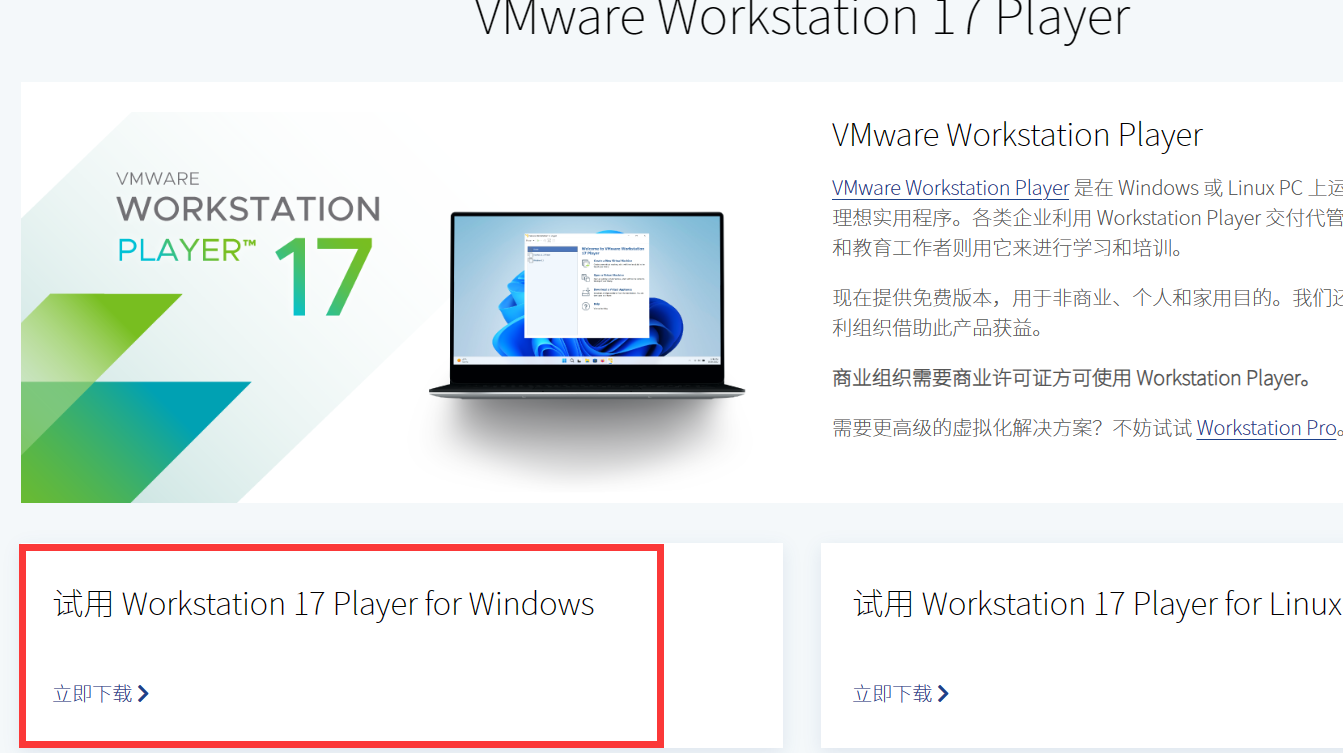 VMware Workstation 17 Player
VMWARE
WORKSTATION
PLAYER™ 17
VMware Workstation Player
VMware Workstation Player 是在 Windows 或 Linux PC 上运
理想实用程序。各类企业利用 Workstation Player 交付代管
和教育工作者则用它来进行学习和培训。
现在提供免费版本，用于非商业、个人和家用目的。我们还
利组织借助此产品获益。
商业组织需要商业许可证方可使用 Workstation Player。
需要更高级的虚拟化解决方案？不妨试试 Workstation Pro。
试用 Workstation 17 Player for Windows
立即下载
试用 Workstation 17 Player for Linux
立即下载